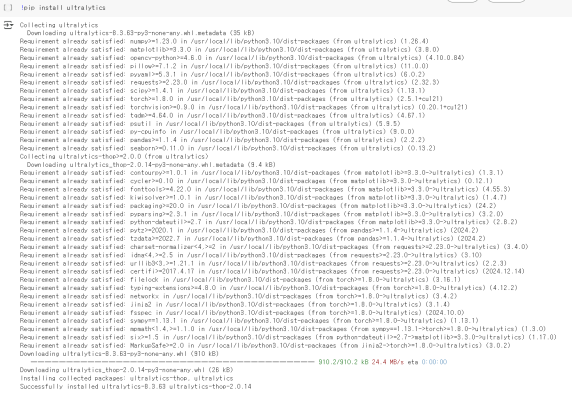 [ ] !pip install ultralytics
Collecting ultralytics
Downloading ultralytics-8.3.63-py3-none-any.whl.metadata (35 kB)
Requirement already satisfied: numpy>=1.23.0 in /usr/local/lib/python3.10/dist-packages (from ultralytics) (1.26.4)
Requirement already satisfied: matplotlib>=3.3.0 in /usr/local/lib/python3.10/dist-packages (from ultralytics) (3.8.0)
Requirement already satisfied: opencv-python>=4.6.0 in /usr/local/lib/python3.10/dist-packages (from ultralytics) (4.10.0.84)
Requirement already satisfied: pillow>=7.1.2 in /usr/local/lib/python3.10/dist-packages (from ultralytics) (11.0.0)
Requirement already satisfied: pyyaml>=5.3.1 in /usr/local/lib/python3.10/dist-packages (from ultralytics) (6.0.2)
Requirement already satisfied: requests>=2.23.0 in /usr/local/lib/python3.10/dist-packages (from ultralytics) (2.32.3)
Requirement already satisfied: scipy>=1.4.1 in /usr/local/lib/python3.10/dist-packages (from ultralytics) (1.13.1)
Requirement already satisfied: torch>=1.8.0 in /usr/local/lib/python3.10/dist-packages (from ultralytics) (2.5.1+cu121)
Requirement already satisfied: torchvision>=0.9.0 in /usr/local/lib/python3.10/dist-packages (from ultralytics) (0.20.1+cu121)
Requirement already satisfied: tqdm>=4.64.0 in /usr/local/lib/python3.10/dist-packages (from ultralytics) (4.67.1)
Requirement already satisfied: psutil in /usr/local/lib/python3.10/dist-packages (from ultralytics) (5.9.5)
Requirement already satisfied: py-cpuinfo in /usr/local/lib/python3.10/dist-packages (from ultralytics) (9.0.0)
Requirement already satisfied: pandas>=1.1.4 in /usr/local/lib/python3.10/dist-packages (from ultralytics) (2.2.2)
Requirement already satisfied: seaborn>=0.11.0 in /usr/local/lib/python3.10/dist-packages (from ultralytics) (0.13.2)
Collecting ultralytics-thop>=2.0.0 (from ultralytics)
Downloading ultralytics_thop-2.0.14-py3-none-any.whl.metadata (9.4 kB)
Requirement already satisfied: contourpy>=1.0.1 in /usr/local/lib/python3.10/dist-packages (from matplotlib>=3.3.0->ultralytics) (1.3.1)
Requirement already satisfied: cycler>=0.10 in /usr/local/lib/python3.10/dist-packages (from matplotlib>=3.3.0->ultralytics) (0.12.1)
Requirement already satisfied: fonttools>=4.22.0 in /usr/local/lib/python3.10/dist-packages (from matplotlib>=3.3.0->ultralytics) (4.55.3)
Requirement already satisfied: kiwisolver>=1.0.1 in /usr/local/lib/python3.10/dist-packages (from matplotlib>=3.3.0->ultralytics) (1.4.7)
Requirement already satisfied: packaging>=20.0 in /usr/local/lib/python3.10/dist-packages (from matplotlib>=3.3.0->ultralytics) (24.2)
Requirement already satisfied: pyparsing>=2.3.1 in /usr/local/lib/python3.10/dist-packages (from matplotlib>=3.3.0->ultralytics) (3.2.0)
Requirement already satisfied: python-dateutil>=2.7 in /usr/local/lib/python3.10/dist-packages (from matplotlib>=3.3.0->ultralytics) (2.8.2)
Requirement already satisfied: pytz>=2020.1 in /usr/local/lib/python3.10/dist-packages (from pandas>=1.1.4->ultralytics) (2024.2)
Requirement already satisfied: tzdata>=2022.7 in /usr/local/lib/python3.10/dist-packages (from pandas>=1.1.4->ultralytics) (2024.2)
Requirement already satisfied: charset-normalizer<4,>=2 in /usr/local/lib/python3.10/dist-packages (from requests>=2.23.0->ultralytics) (3.4.0)
Requirement already satisfied: idna<4,>=2.5 in /usr/local/lib/python3.10/dist-packages (from requests>=2.23.0->ultralytics) (3.10)
Requirement already satisfied: urllib3<3,>=1.21.1 in /usr/local/lib/python3.10/dist-packages (from requests>=2.23.0->ultralytics) (2.2.3)
Requirement already satisfied: certifi>=2017.4.17 in /usr/local/lib/python3.10/dist-packages (from requests>=2.23.0->ultralytics) (2024.12.14)
Requirement already satisfied: filelock in /usr/local/lib/python3.10/dist-packages (from torch>=1.8.0->ultralytics) (3.16.1)
Requirement already satisfied: typing-extensions>=4.8.0 in /usr/local/lib/python3.10/dist-packages (from torch>=1.8.0->ultralytics) (4.12.2)
Requirement already satisfied: networkx in /usr/local/lib/python3.10/dist-packages (from torch>=1.8.0->ultralytics) (3.4.2)
Requirement already satisfied: jinja2 in /usr/local/lib/python3.10/dist-packages (from torch>=1.8.0->ultralytics) (3.1.4)
Requirement already satisfied: fsspec in /usr/local/lib/python3.10/dist-packages (from torch>=1.8.0->ultralytics) (2024.10.0)
Requirement already satisfied: sympy==1.13.1 in /usr/local/lib/python3.10/dist-packages (from torch>=1.8.0->ultralytics) (1.13.1)
Requirement already satisfied: mpmath<1.4,>=1.1.0 in /usr/local/lib/python3.10/dist-packages (from sympy==1.13.1->torch>=1.8.0->ultralytics) (1.3.0)
Requirement already satisfied: six>=1.5 in /usr/local/lib/python3.10/dist-packages (from python-dateutil>=2.7->matplotlib>=3.3.0->ultralytics) (1.17.0)
Requirement already satisfied: MarkupSafe>=2.0 in /usr/local/lib/python3.10/dist-packages (from jinja2->torch>=1.8.0->ultralytics) (3.0.2)
Downloading ultralytics-8.3.63-py3-none-any.whl (910 kB)
910.2/910.2 kB 24.4 MB/s eta 0:00:00
Downloading ultralytics_thop-2.0.14-py3-none-any.whl (26 kB)
Installing collected packages: ultralytics-thop, ultralytics
Successfully installed ultralytics-8.3.63 ultralytics-thop-2.0.14